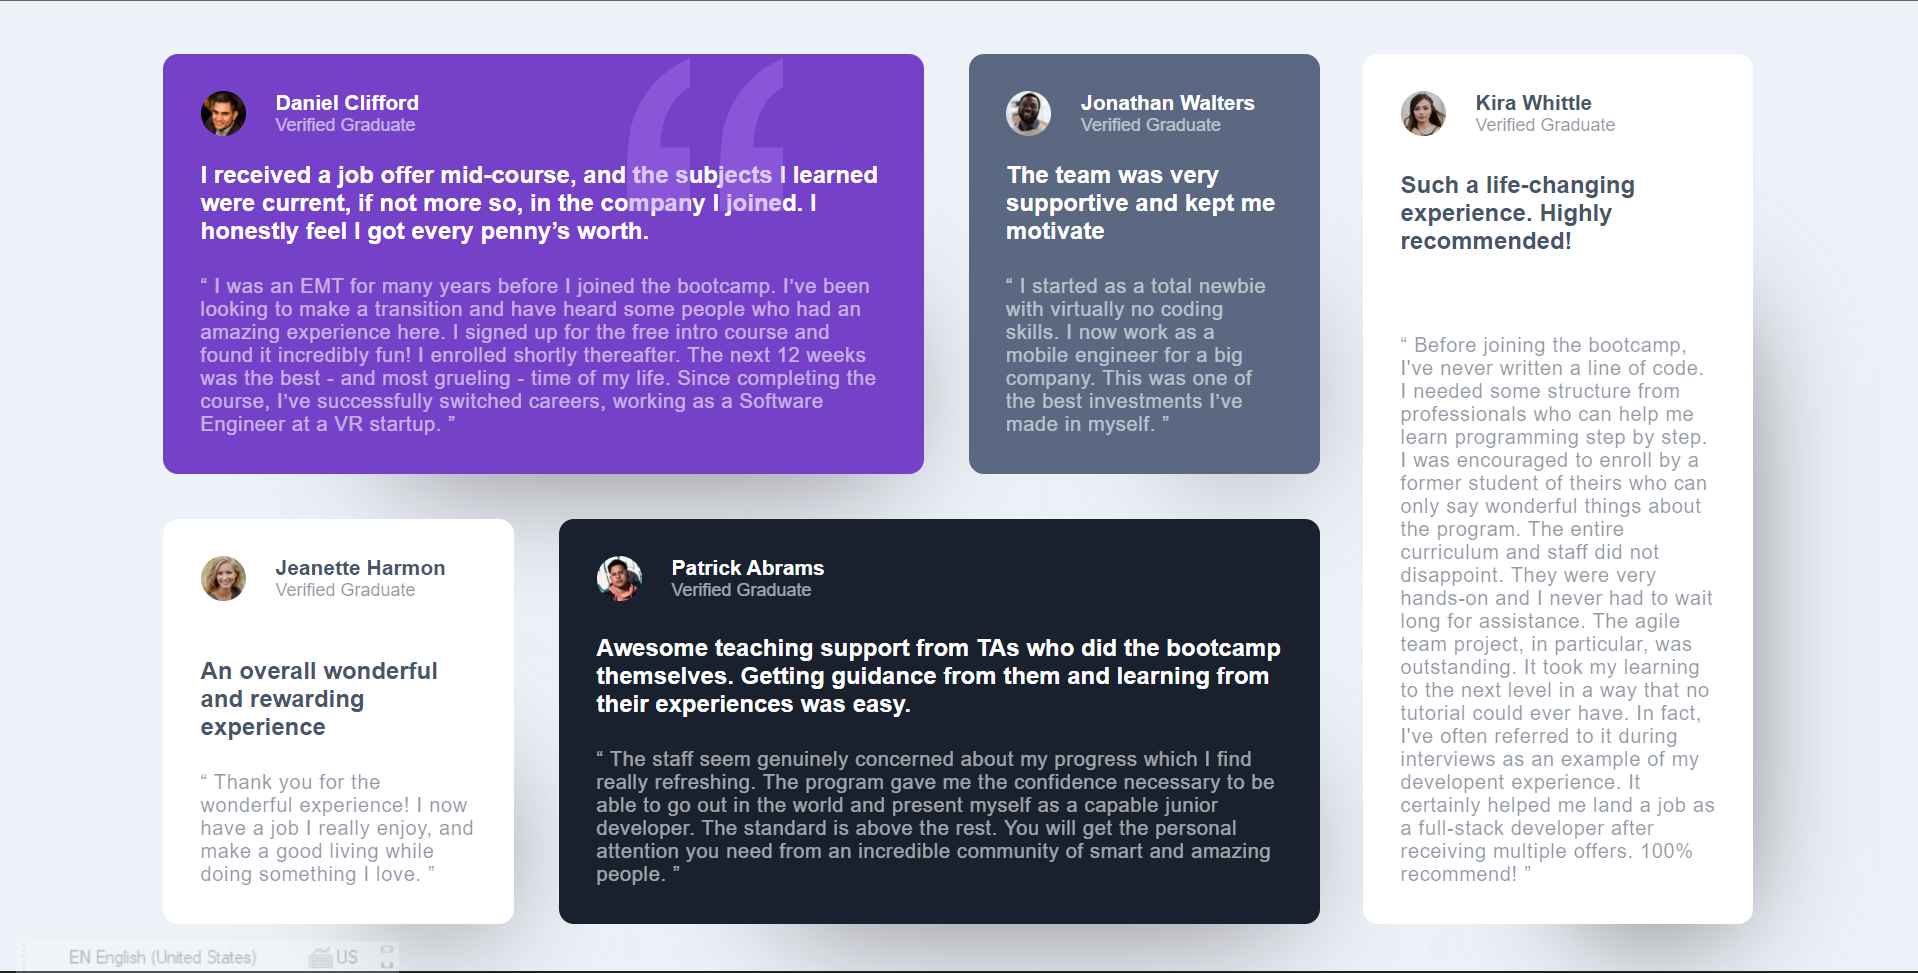 Daniel Clifford
Verified Graduate
I received a job offer mid-course, and the subjects I learned
were current, if not more so, in the company I joined. I
honestly feel I got every penny’s worth.
“ I was an EMT for many years before I joined the bootcamp. I’ve been
looking to make a transition and have heard some people who had an
amazing experience here. I signed up for the free intro course and
found it incredibly fun! I enrolled shortly thereafter. The next 12 weeks
was the best - and most grueling - time of my life. Since completing the
course, I’ve successfully switched careers, working as a Software
Engineer at a VR startup. ”
Jonathan Walters
Verified Graduate
The team was very
supportive and kept me
motivate
“ I started as a total newbie
with virtually no coding
skills. I now work as a
mobile engineer for a big
company. This was one of
the best investments I’ve
made in myself. ”
Kira Whittle
Verified Graduate
Such a life-changing
experience. Highly
recommended!
“ Before joining the bootcamp,
I've never written a line of code.
I needed some structure from
professionals who can help me
learn programming step by step.
I was encouraged to enroll by a
former student of theirs who can
only say wonderful things about
the program. The entire
curriculum and staff did not
disappoint. They were very
hands-on and I never had to wait
long for assistance. The agile
team project, in particular, was
outstanding. It took my learning
to the next level in a way that no
tutorial could ever have. In fact,
I've often referred to it during
interviews as an example of my
developent experience. It
certainly helped me land a job as
a full-stack developer after
receiving multiple offers. 100%
recommend! ”
Jeanette Harmon
Verified Graduate
An overall wonderful
and rewarding
experience
“ Thank you for the
wonderful experience! I now
have a job I really enjoy, and
make a good living while
doing something I love. ”
Patrick Abrams
Verified Graduate
Awesome teaching support from TAs who did the bootcamp
themselves. Getting guidance from them and learning from
their experiences was easy.
“ The staff seem genuinely concerned about my progress which I find
really refreshing. The program gave me the confidence necessary to be
able to go out in the world and present myself as a capable junior
developer. The standard is above the rest. You will get the personal
attention you need from an incredible community of smart and amazing
people. ”
EN English (United States)
US